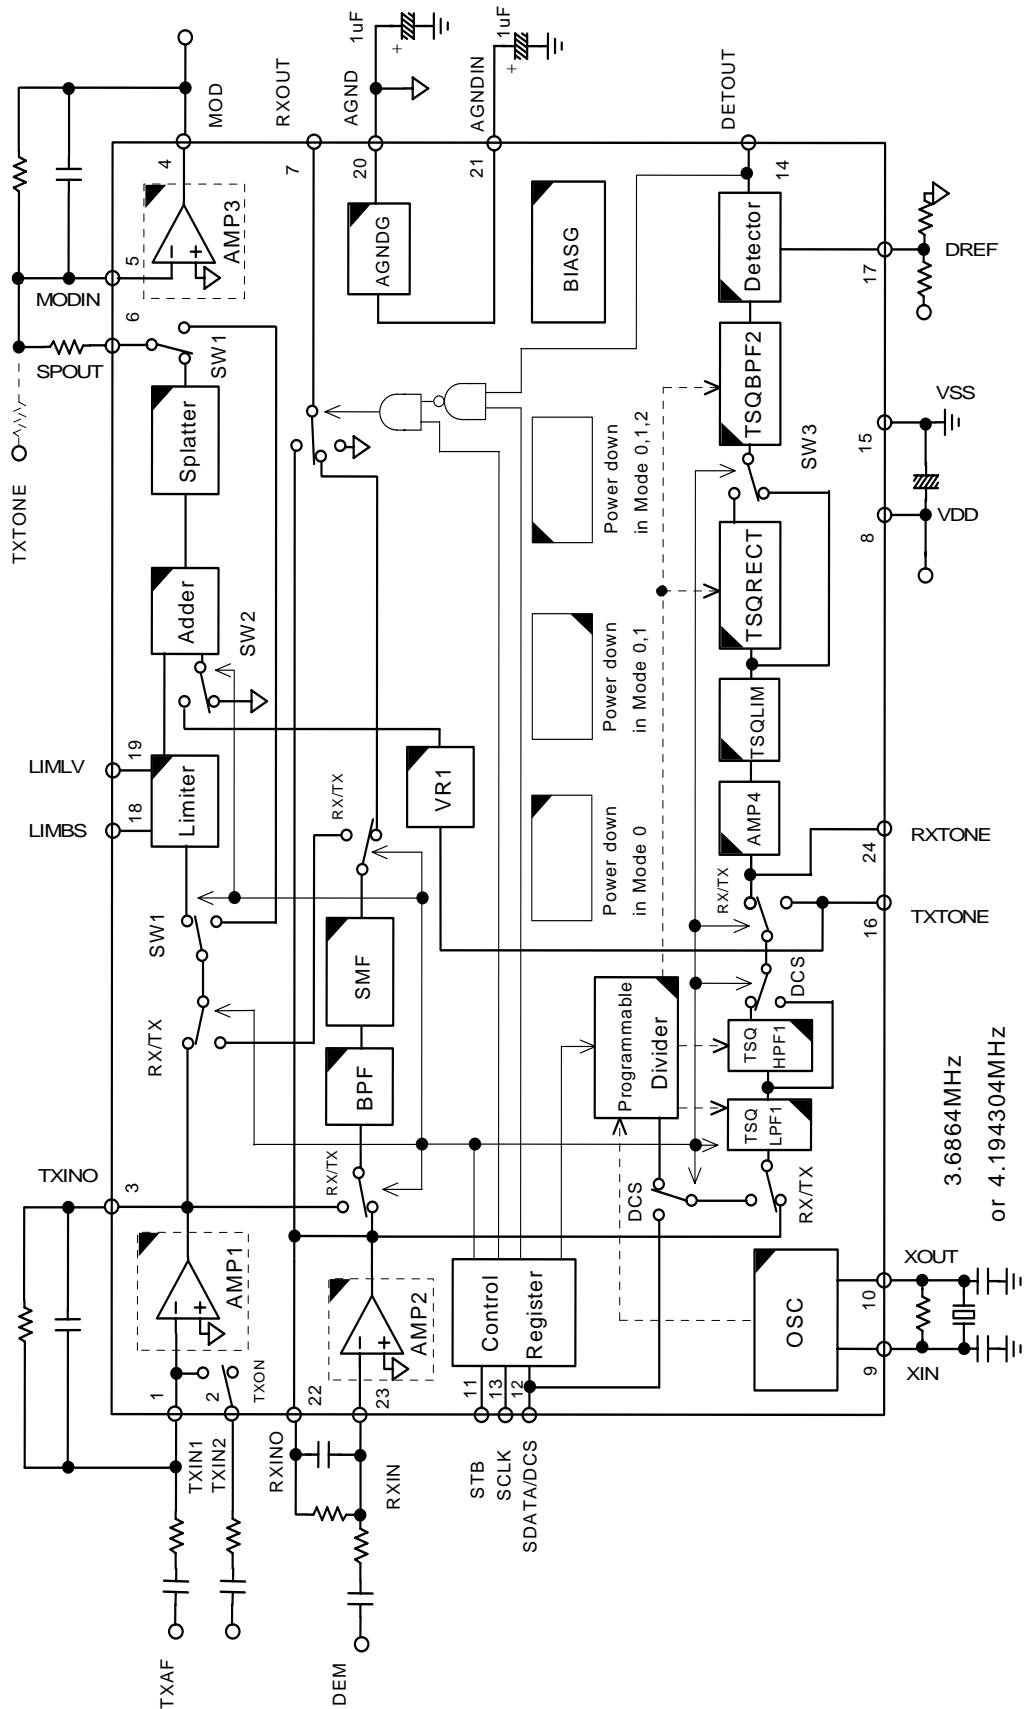 TXAF
DEM
TXIN1
TXIN2
1
2
TXON
AMP1
−
+
TXINO
3
RXINO
22
RXIN
23
AMP2
−
+
STB
11
SCLK
13
SDATA/DCS
12
Control
Register
RX/TX
SW1
RX/TX
BPF
SMF
RX/TX
LIMBS
18
LIMLV
19
Limiter
SW2
Adder
Splatter
SW1
VR1
TXTONE
SPOUT
6
MODIN
5
−
+
AMP3
4
MOD
7
RXOUT
20
AGND
1uF
+
AGNDG
21
AGNDIN
1uF
+
BIASG
Power down
in Mode 0
Power down
in Mode 0,1
Power down
in Mode 0,1,2
DCS
Programmable
Divider
OSC
RX/TX
TSQ
LPF1
TSQ
HPF1
DCS
RX/TX
AMP4
TSQLIM
TSQRECT
SW3
TSQBPF2
Detector
14
DETOUT
9
XIN
10
XOUT
16
TXTONE
24
RXTONE
8
VDD
15
VSS
17
DREF
3.6864MHz
or 4.194304MHz